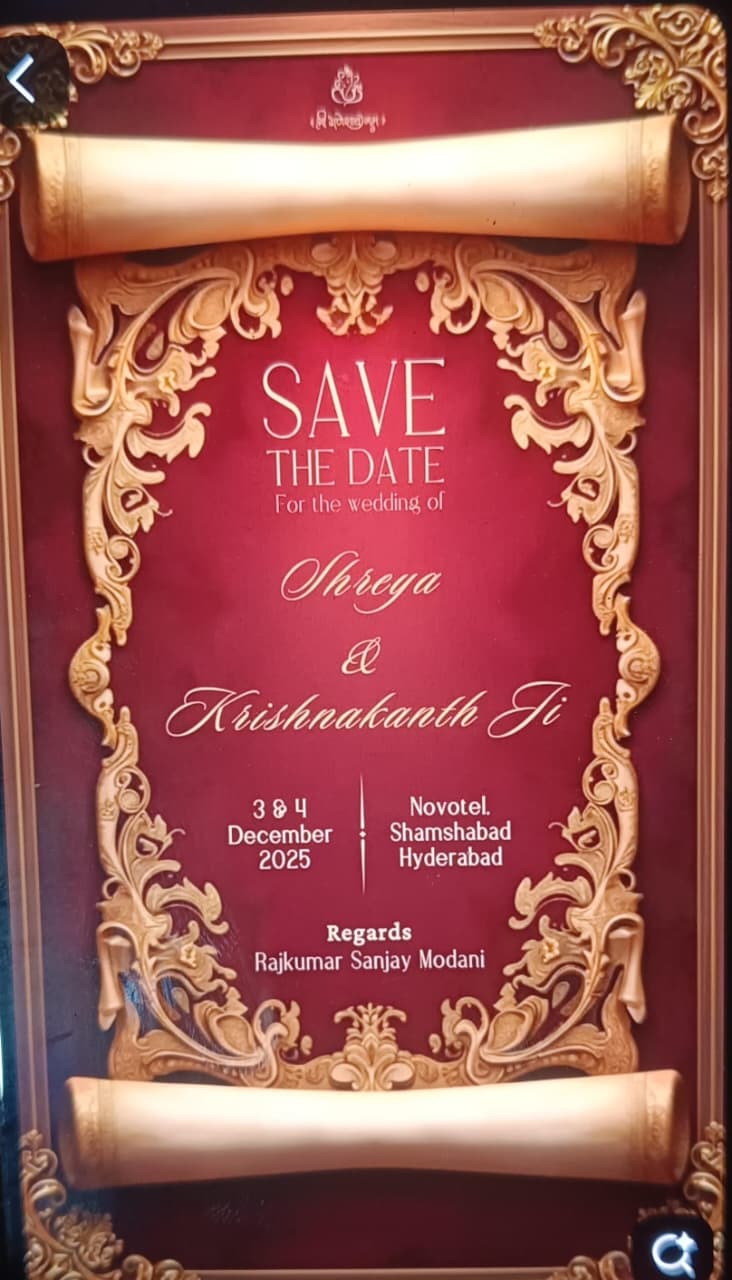 SAVE
THE DATE
For the wedding of
Shreya
&
Krishnakanth Ji
3 & 4
December
2025
Novotel.
Shamshabad
Hyderabad
Regards
Rajkumar Sanjay Modani